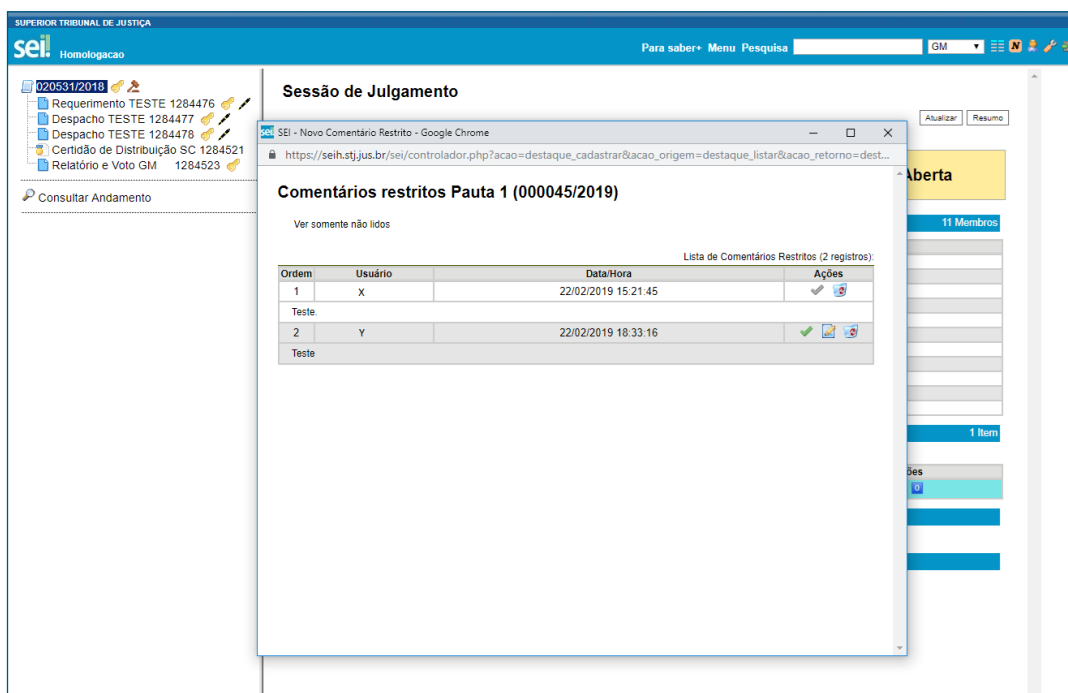 SUPERIOR TRIBUNAL DE JUSTIÇA
sei! Homologacao
Para saber+ Menu Pesquisa GM N
020531/2018
Requerimento TESTE 1284476
Despacho TESTE 1284477
Despacho TESTE 1284478
Certidão de Distribuição SC 1284521
Relatório e Voto GM 1284523
Consultar Andamento
Sessão de Julgamento
Atualizar Resumo
sei SEI - Novo Comentário Restrito - Google Chrome
https://seih.stj.jus.br/sei/controlador.php?acao=destaque_cadastrar&acao_origem=destaque_listar&acao_retorno=dest...
Comentários restritos Pauta 1 (000045/2019)
Ver somente não lidos
Lista de Comentários Restritos (2 registros):
Ordem Usuário Data/Hora Ações
1 X 22/02/2019 15:21:45
Teste.
2 Y 22/02/2019 18:33:16
Teste
Aberta
11 Membros
1 Item
ões
0